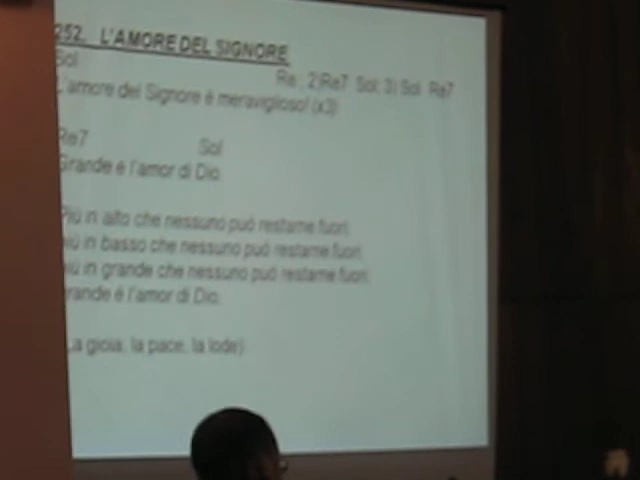 252. L'AMORE DEL SIGNORE
Sol
Re ; 2)Re7 Sol; 3) Sol Re7
L'amore del Signore è meraviglioso! (x3)
Re7 Sol
Grande è l'amor di Dio.
Più in alto che nessuno può restarne fuori,
più in basso che nessuno può restarne fuori,
più in grande che nessuno può restarne fuori,
rande è l'amor di Dio.
La gioia, la pace, la lode)